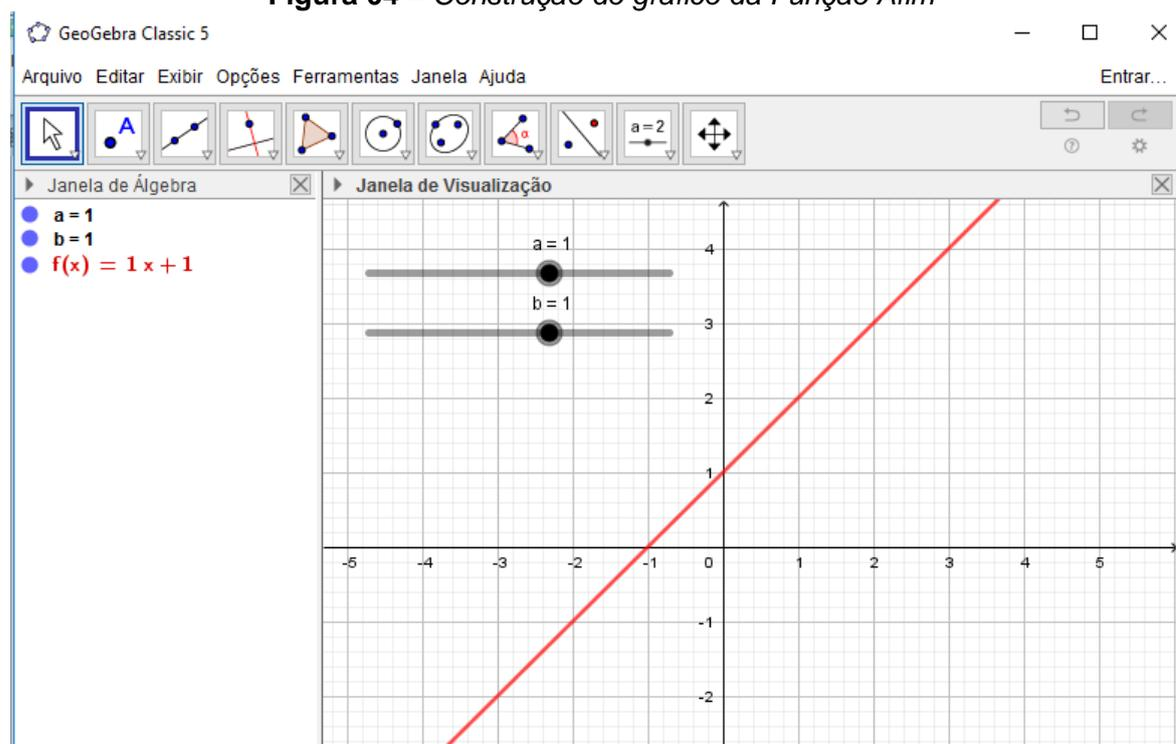 Figura 04 – Construção do gráfico da Função Afim
GeoGebra Classic 5
Arquivo Editar Exibir Opções Ferramentas Janela Ajuda
Entrar...
A
α
a = 2
Janela de Álgebra
Janela de Visualização
a = 1
b = 1
f(x) = 1 x + 1
a = 1
b = 1
4
3
2
1
-5 -4 -3 -2 -1 0 1 2 3 4 5
-1
-2